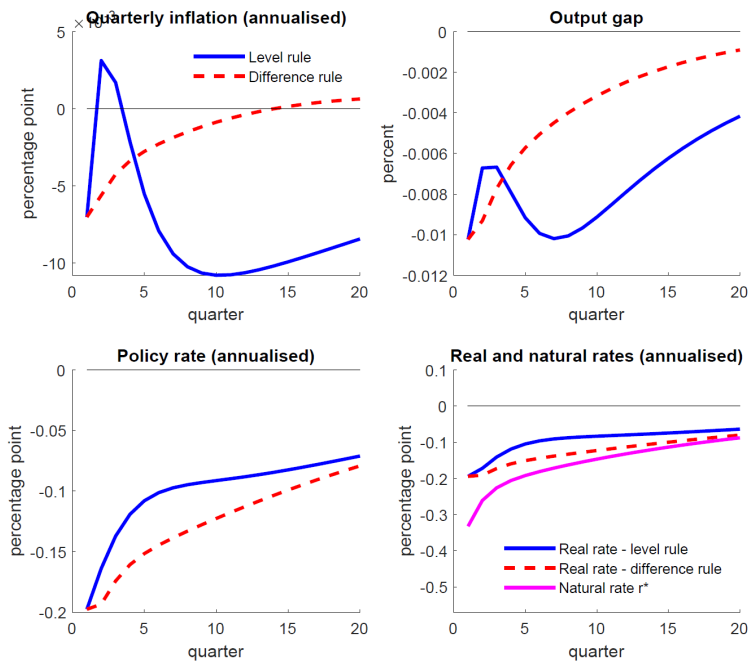 Quarterly inflation (annualised)
× 10-3
5
0
-5
-10
0 5 10 15 20
quarter
percentage point
Level rule
Difference rule
Output gap
0
-0.002
-0.004
-0.006
-0.008
-0.01
-0.012
0 5 10 15 20
quarter
percent
Policy rate (annualised)
0
-0.05
-0.1
-0.15
-0.2
0 5 10 15 20
quarter
percentage point
Real and natural rates (annualised)
0.1
0
-0.1
-0.2
-0.3
-0.4
-0.5
0 5 10 15 20
quarter
percentage point
Real rate - level rule
Real rate - difference rule
Natural rate r*